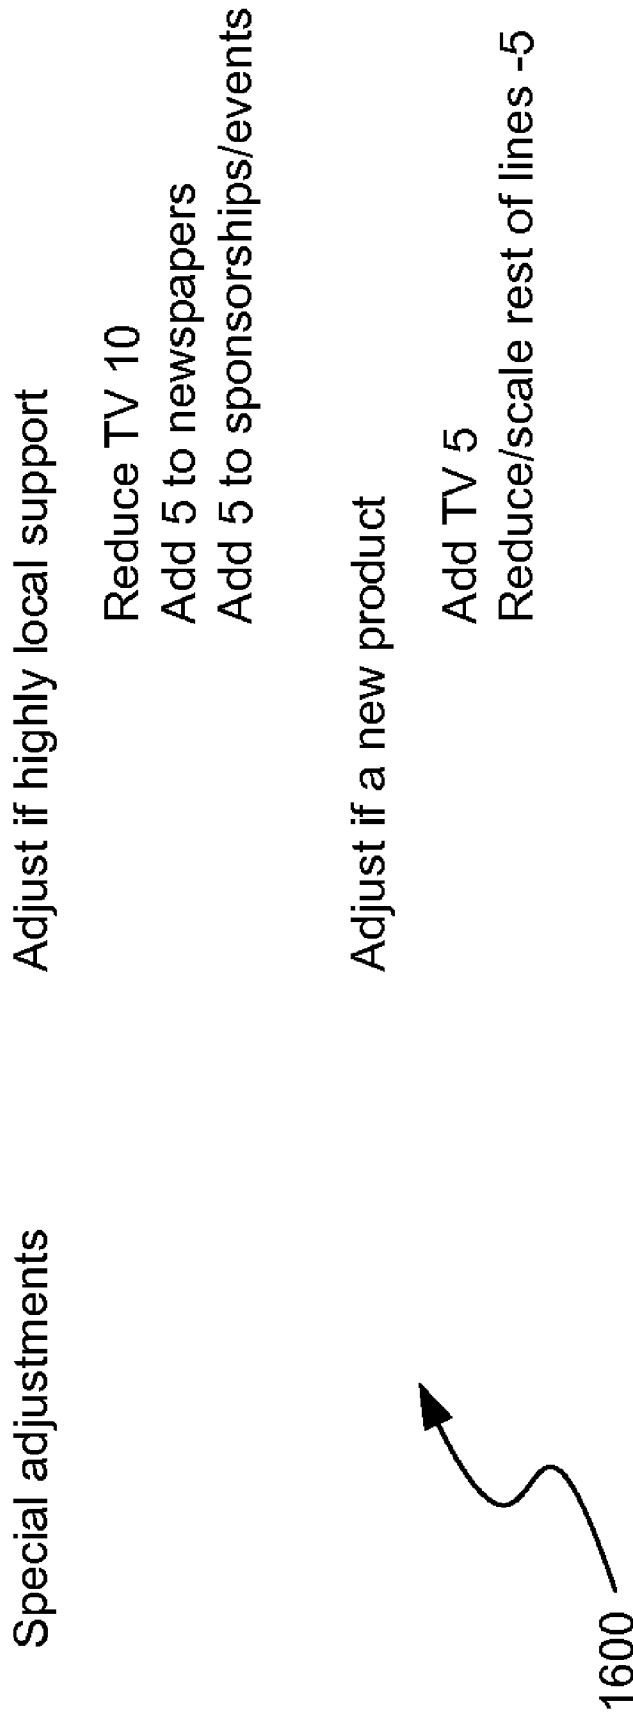 Special adjustments
Adjust if highly local support
Reduce TV 10
Add 5 to newspapers
Add 5 to sponsorships/events
Adjust if a new product
Add TV 5
Reduce/scale rest of lines -5
1600